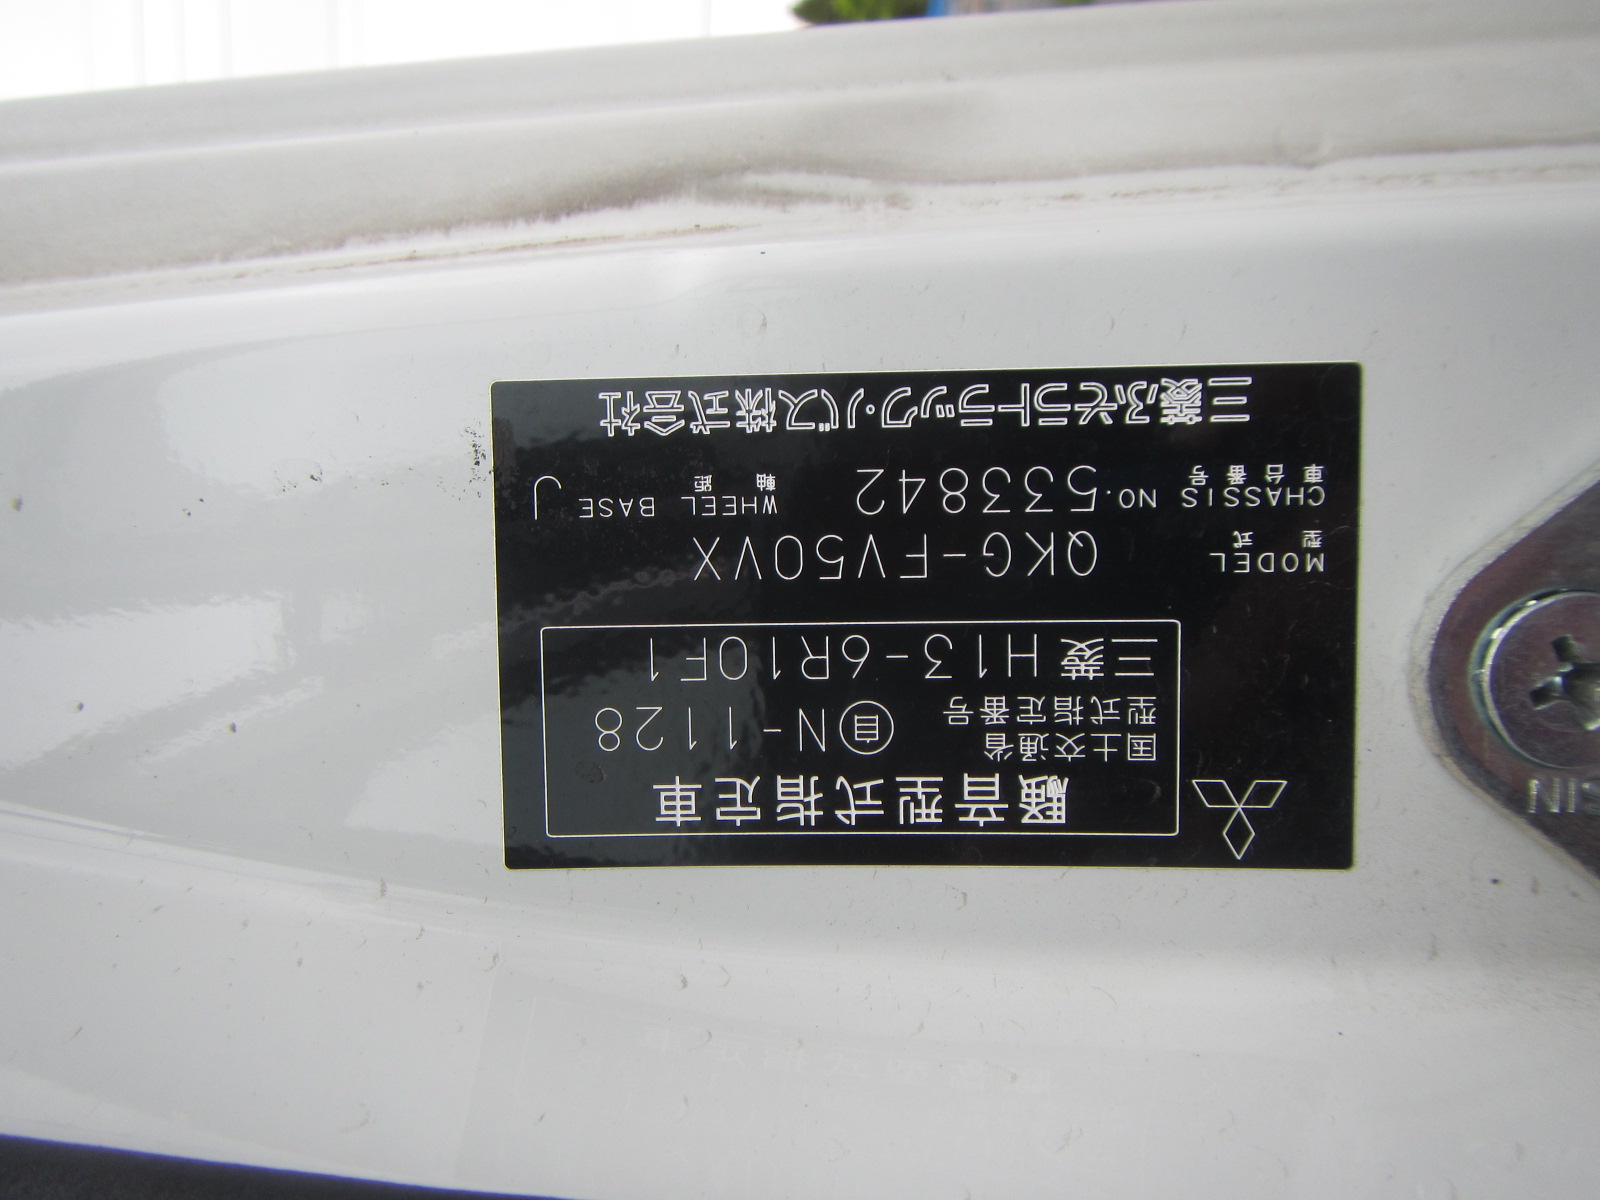 騒音型式指定車
国土交通省
型式指定番号 自N-1128
三菱 H13-6R10F1
MODEL
型式 QKG-FV50VX
CHASSIS NO. 533842 WHEEL BASE J
車台番号 軸距
三菱ふそうトラック・バス株式会社
SIN